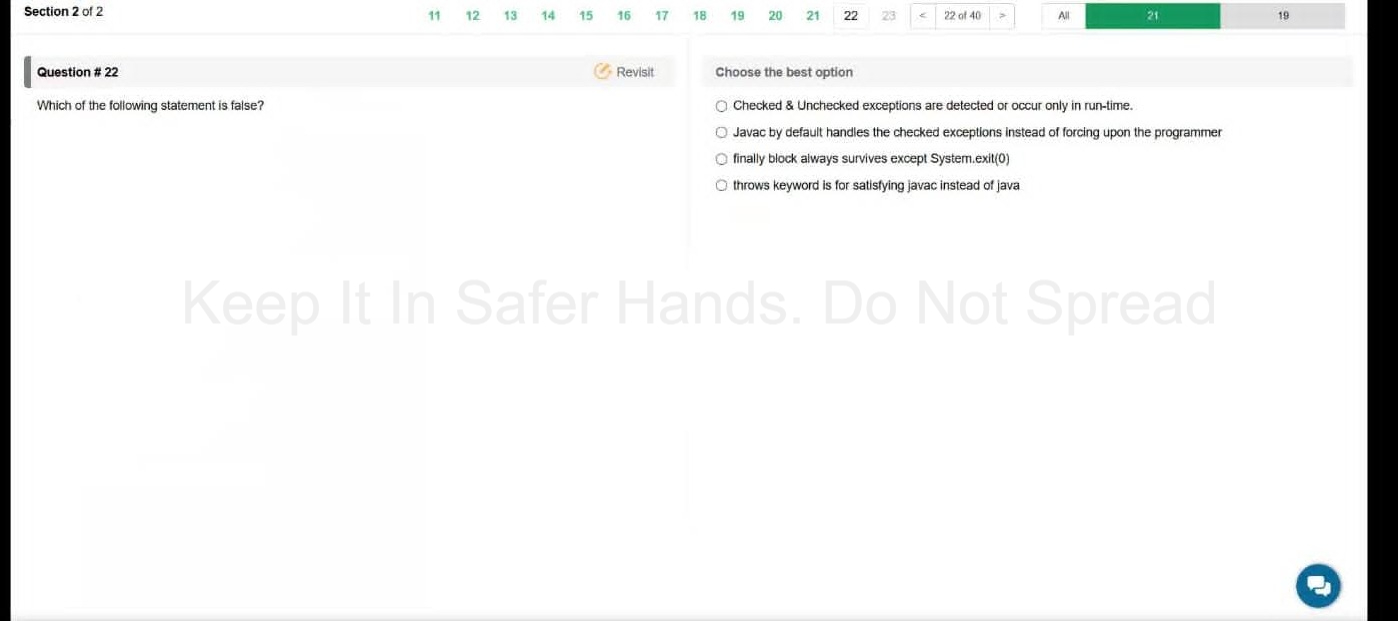 Section 2 of 2
11 12 13 14 15 16 17 18 19 20 21 22 23 < 22 of 40 > All 21 19
Question # 22
Revisit
Which of the following statement is false?
Choose the best option
Checked & Unchecked exceptions are detected or occur only in run-time.
Javac by default handles the checked exceptions instead of forcing upon the programmer
finally block always survives except System.exit(0)
throws keyword is for satisfying javac instead of java
Keep It In Safer Hands. Do Not Spread